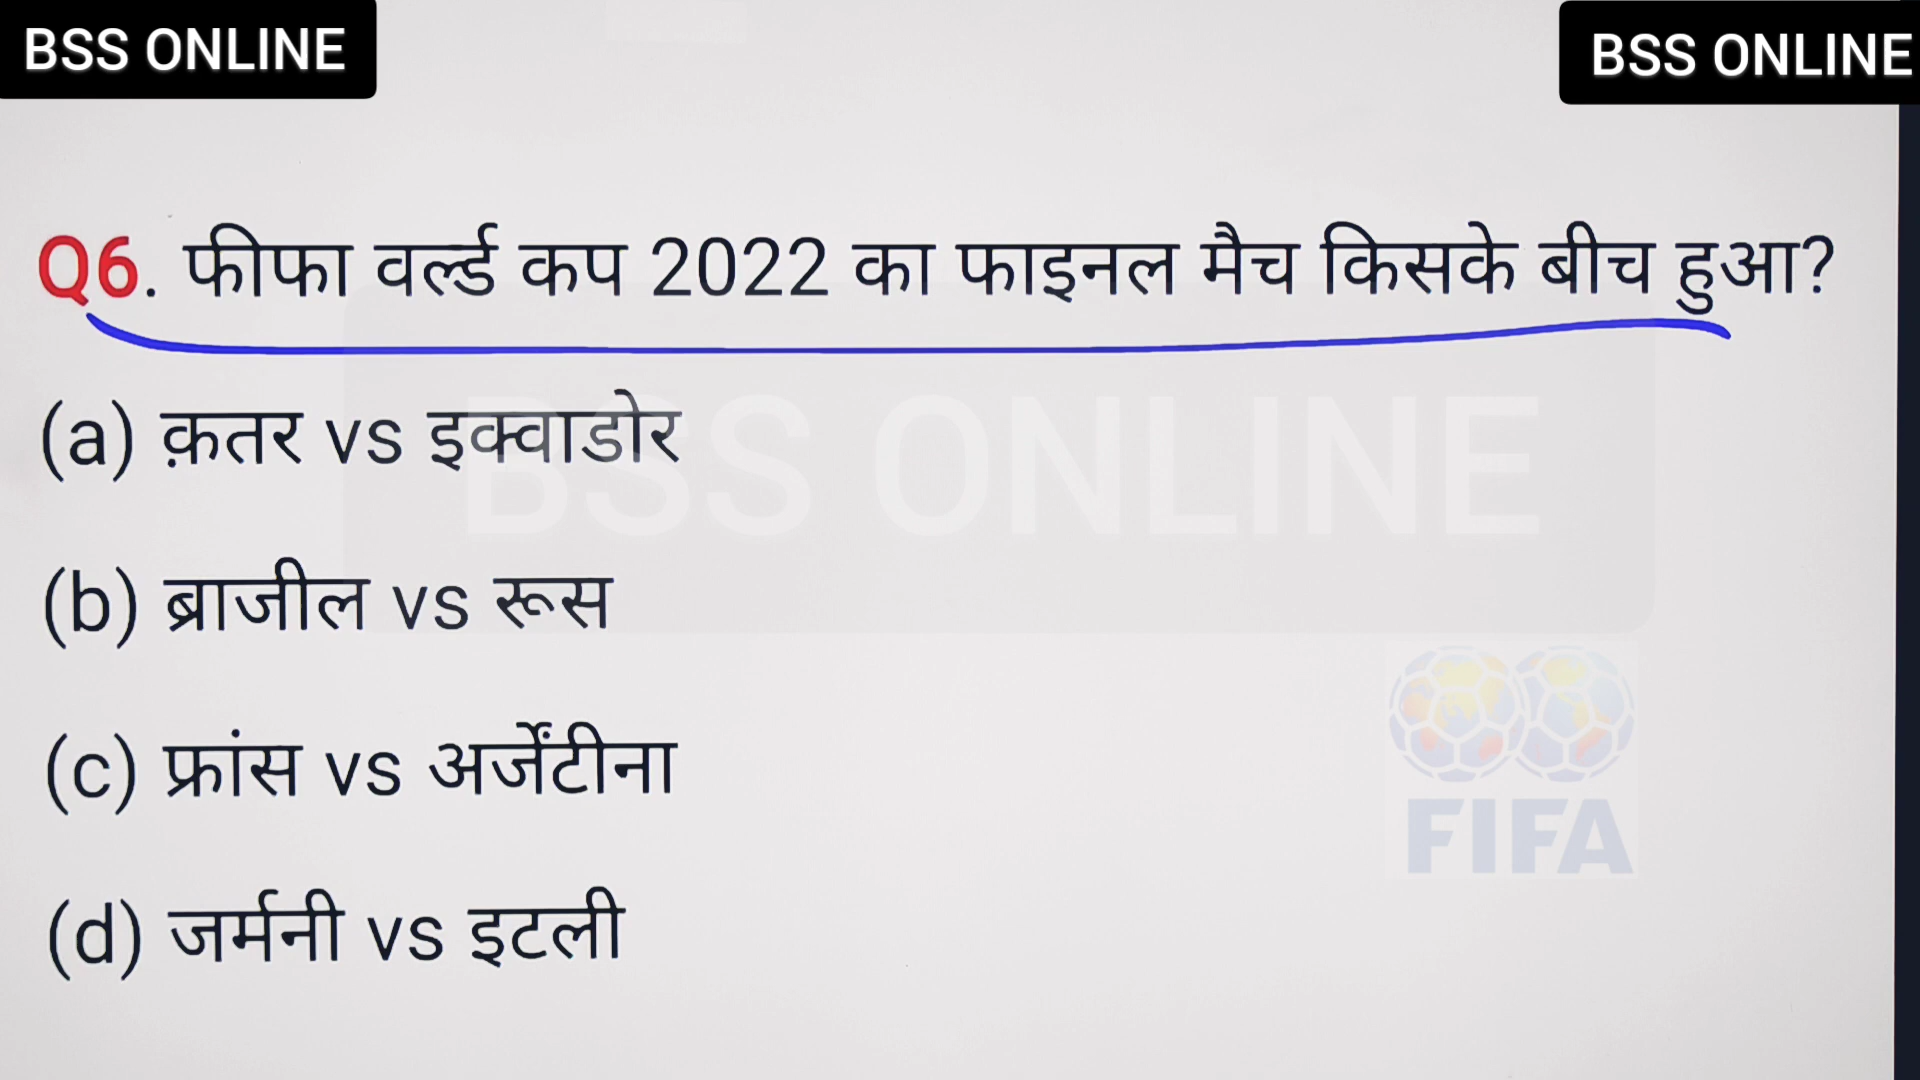 BSS ONLINE
BSS ONLINE
Q6. फीफा वर्ल्ड कप 2022 का फाइनल मैच किसके बीच हुआ?
(a) क़तर vs इक्वाडोर
BSS ONLINE
(b) ब्राजील vs रूस
(c) फ्रांस vs अर्जेंटीना
FIFA
(d) जर्मनी vs इटली